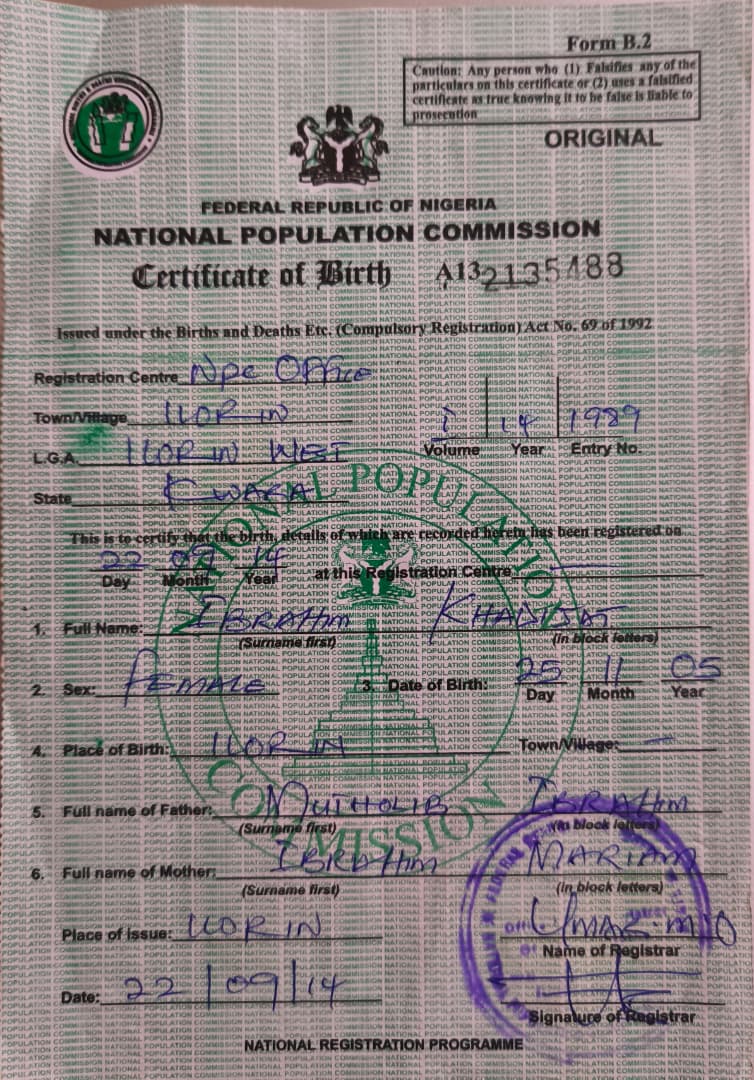 Form B.2
Caution: Any person who (1) Falsifies any of the
particulars on this certificate or (2) uses a falsified
certificate as true knowing it to be false is liable to
prosecution
ORIGINAL
FEDERAL REPUBLIC OF NIGERIA
NATIONAL POPULATION COMMISSION
Certificate of Birth A13 2135488
Issued under the Births and Deaths Etc. (Compulsory Registration) Act No. 69 of 1992
Registration Centre NPC OFFice
Town/Village ILORIN
1 14 1989
L.G.A. ILORIN WEST Volume Year Entry No.
State KWARA
NATIONAL POPULATION COMMISSION
This is to certify that the birth, details of which are recorded herein has been registered on
22 09 14
Day Month Year at this Registration Centre
1. Full Name: IBRAHIM KHADIJAT
(Surname first) (In block letters)
2. Sex: FEMALE 3. Date of Birth: 25 11 05
Day Month Year
4. Place of Birth: ILORIN Town/Village:
5. Full name of Father: MUTHOLIB IBRAHIM
(Surname first) (In block letters)
6. Full name of Mother: IBRAHIM MARIAM
(Surname first) (In block letters)
Place of issue: ILORIN UMAR. M.O
Name of Registrar
Date: 22/09/14
Signature of Registrar
NATIONAL REGISTRATION PROGRAMME